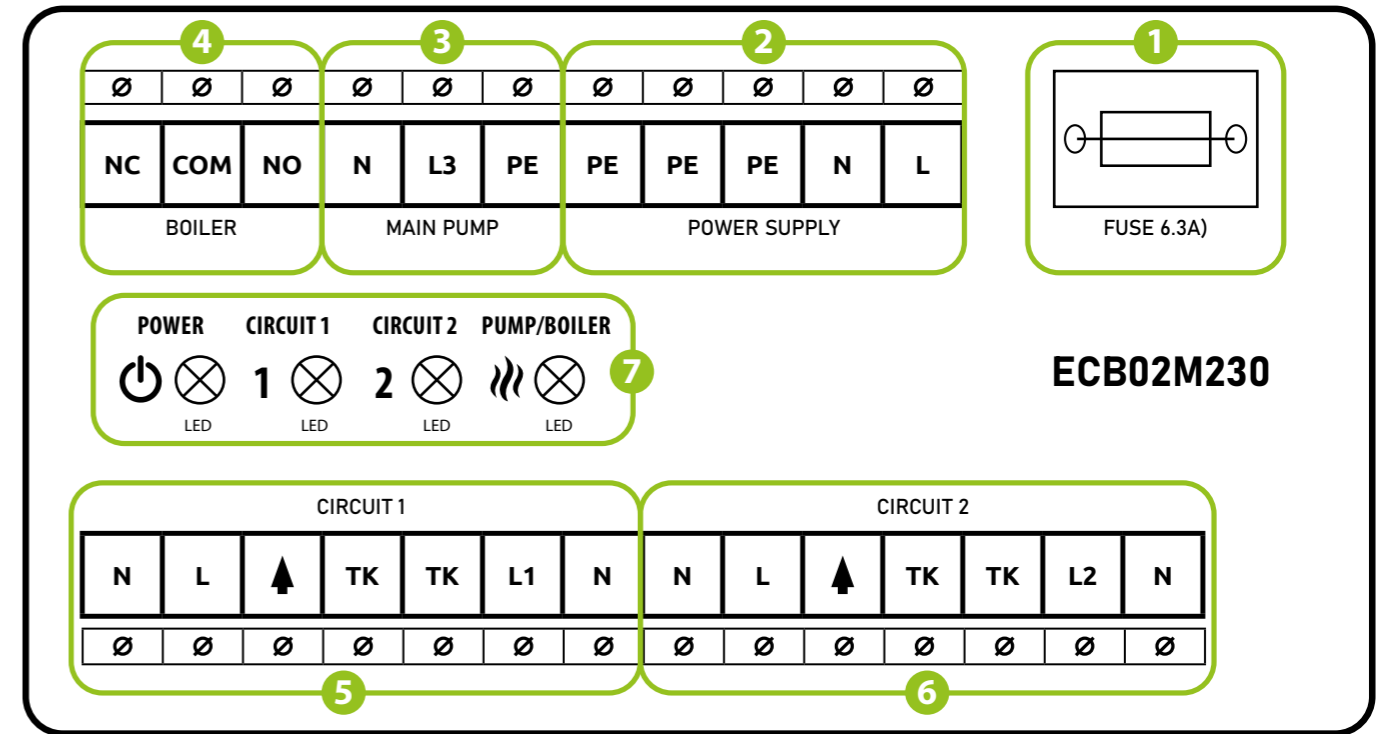 4 3 2 1
Ø Ø Ø Ø Ø Ø Ø Ø Ø Ø Ø
NC COM NO N L3 PE PE PE PE N L
BOILER MAIN PUMP POWER SUPPLY FUSE 6.3A)
POWER CIRCUIT 1 CIRCUIT 2 PUMP/BOILER
1 2 7
LED LED LED LED
ECB02M230
CIRCUIT 1 CIRCUIT 2
N L TK TK L1 N N L TK TK L2 N
Ø Ø Ø Ø Ø Ø Ø Ø Ø Ø Ø Ø Ø Ø
5 6